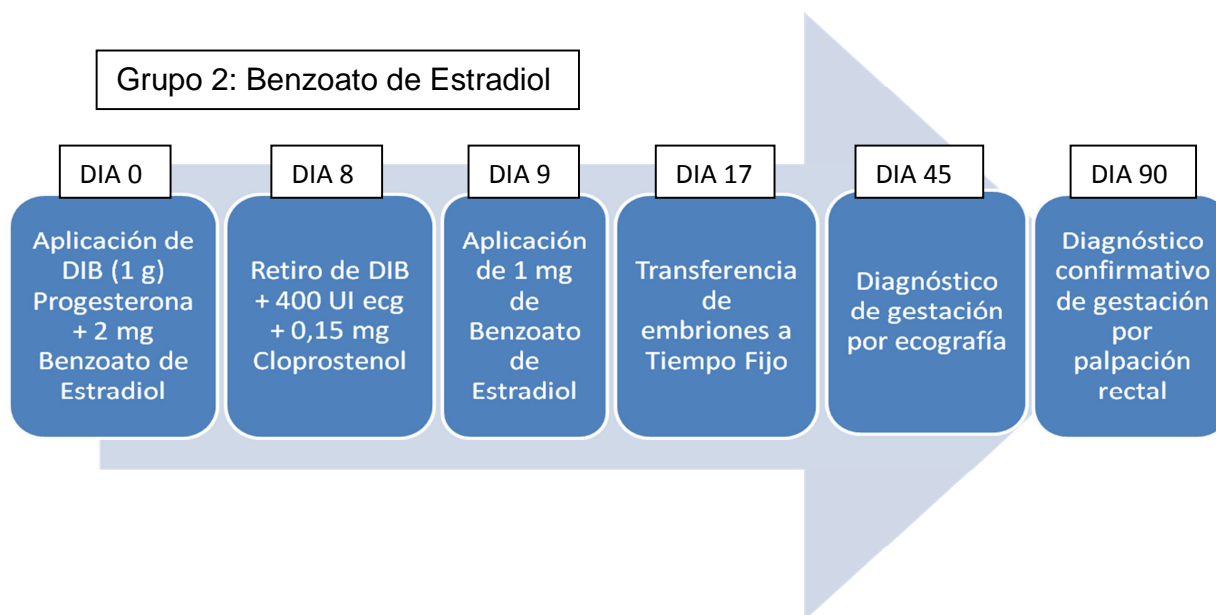 Grupo 2: Benzoato de Estradiol
DIA 0
Aplicación de
DIB (1 g)
Progesterona
+ 2 mg
Benzoato de
Estradiol
DIA 8
Retiro de DIB
+ 400 UI ecg
+ 0,15 mg
Cloprostenol
DIA 9
Aplicación
de 1 mg
de
Benzoato
de
Estradiol
DIA 17
Transferencia
de
embriones a
Tiempo Fijo
DIA 45
Diagnóstico
de gestación
por ecografía
DIA 90
Diagnóstico
confirmativo
de gestación
por
palpación
rectal